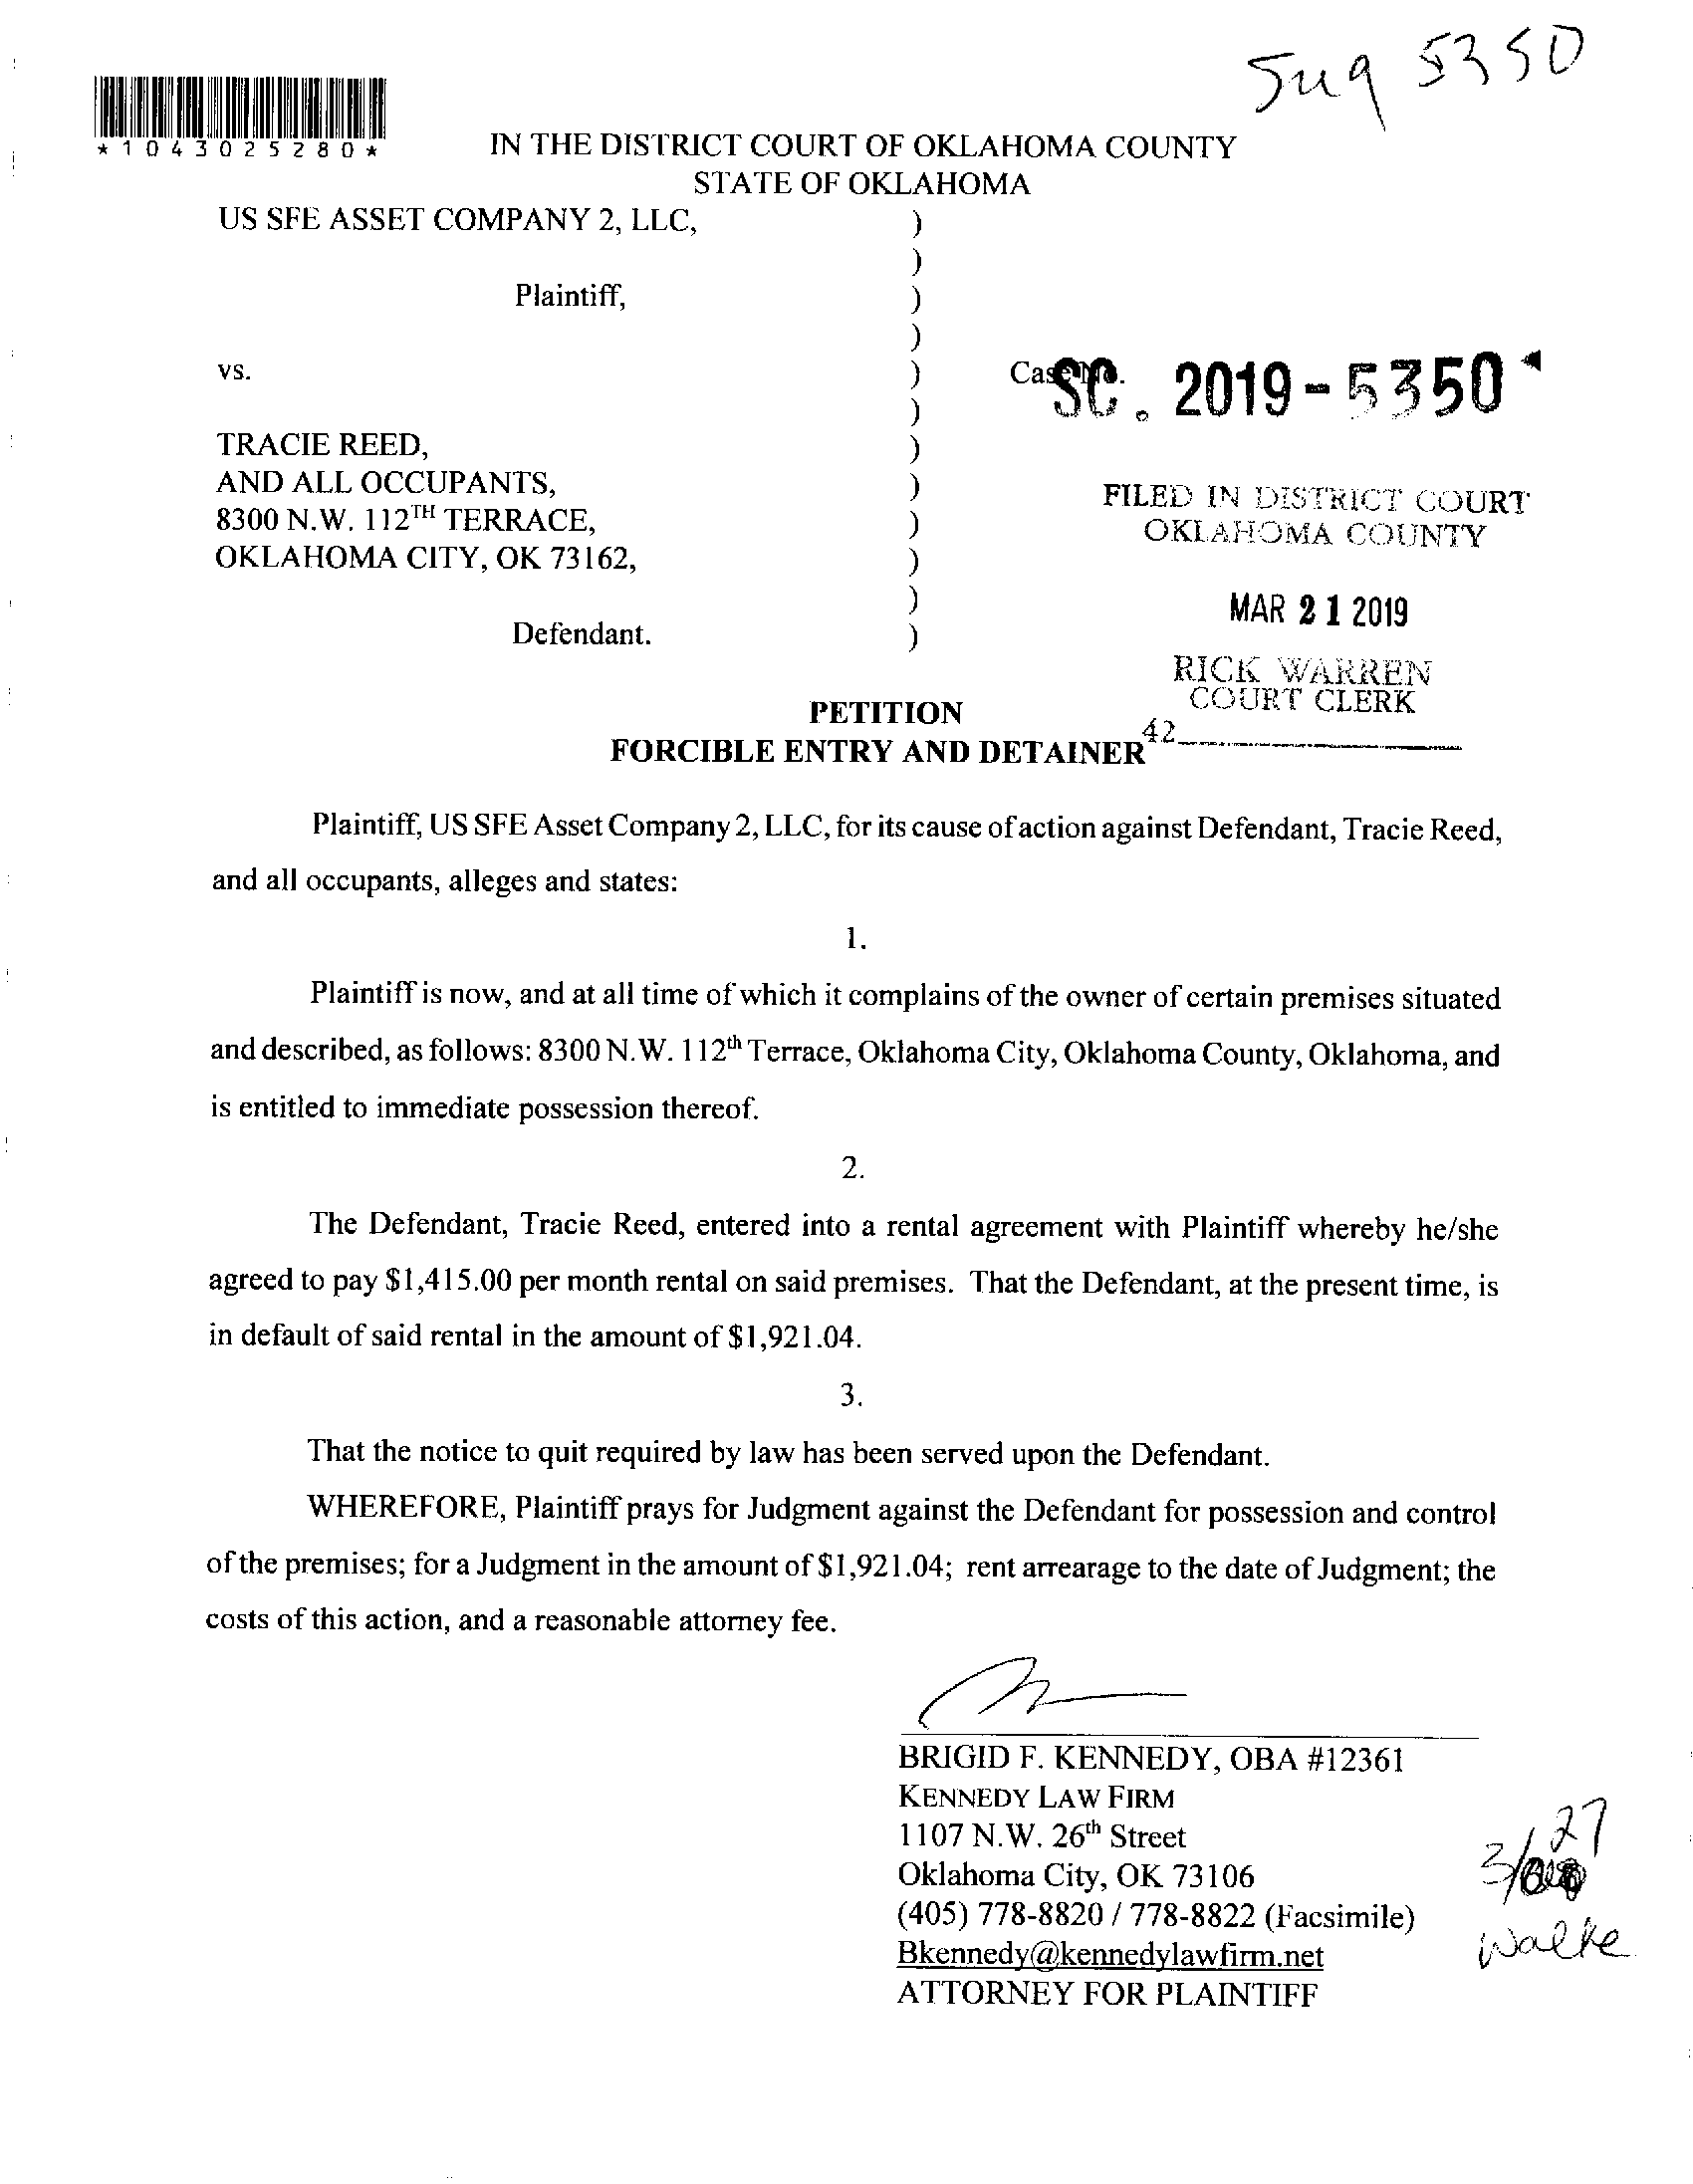 Suq 5350
*1043025280*
IN THE DISTRICT COURT OF OKLAHOMA COUNTY
STATE OF OKLAHOMA
US SFE ASSET COMPANY 2, LLC, )
)
Plaintiff, )
)
vs. ) Case No. SC. 2019-5350
)
TRACIE REED, )
AND ALL OCCUPANTS, )
8300 N.W. 112TH TERRACE, )
OKLAHOMA CITY, OK 73162, )
)
Defendant. )
FILED IN DISTRICT COURT
OKLAHOMA COUNTY
MAR 21 2019
RICK WARREN
COURT CLERK
42
PETITION
FORCIBLE ENTRY AND DETAINER
Plaintiff, US SFE Asset Company 2, LLC, for its cause of action against Defendant, Tracie Reed,
and all occupants, alleges and states:
1.
Plaintiff is now, and at all time of which it complains of the owner of certain premises situated
and described, as follows: 8300 N.W. 112th Terrace, Oklahoma City, Oklahoma County, Oklahoma, and
is entitled to immediate possession thereof.
2.
The Defendant, Tracie Reed, entered into a rental agreement with Plaintiff whereby he/she
agreed to pay $1,415.00 per month rental on said premises. That the Defendant, at the present time, is
in default of said rental in the amount of $1,921.04.
3.
That the notice to quit required by law has been served upon the Defendant.
WHEREFORE, Plaintiff prays for Judgment against the Defendant for possession and control
of the premises; for a Judgment in the amount of $1,921.04; rent arrearage to the date of Judgment; the
costs of this action, and a reasonable attorney fee.
BRIGID F. KENNEDY, OBA #12361
KENNEDY LAW FIRM
1107 N.W. 26th Street
Oklahoma City, OK 73106
(405) 778-8820 / 778-8822 (Facsimile)
Bkennedy@kennedylawfirm.net
ATTORNEY FOR PLAINTIFF
3/27
Walke